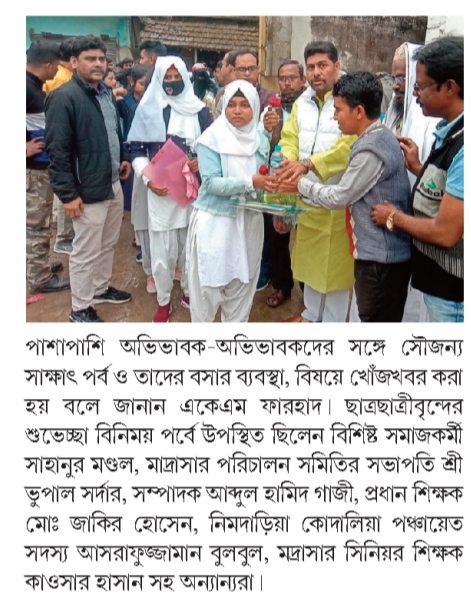 পাশাপাশি অভিভাবক-অভিভাবকদের সঙ্গে সৌজন্য
সাক্ষাৎ পর্ব ও তাদের বসার ব্যবস্থা, বিষয়ে খোঁজখবর করা
হয় বলে জানান একেএম ফারহাদ। ছাত্রছাত্রীবৃন্দের
শুভেচ্ছা বিনিময় পর্বে উপস্থিত ছিলেন বিশিষ্ট সমাজকর্মী
সাহানুর মণ্ডল, মাদ্রাসার পরিচালন সমিতির সভাপতি শ্রী
ভুপাল সর্দার, সম্পাদক আব্দুল হামিদ গাজী, প্রধান শিক্ষক
মোঃ জাকির হোসেন, নিমদাড়িয়া কোদালিয়া পঞ্চায়েত
সদস্য আসরাফুজ্জামান বুলবুল, মদ্রাসার সিনিয়র শিক্ষক
কাওসার হাসান সহ অন্যান্যরা।